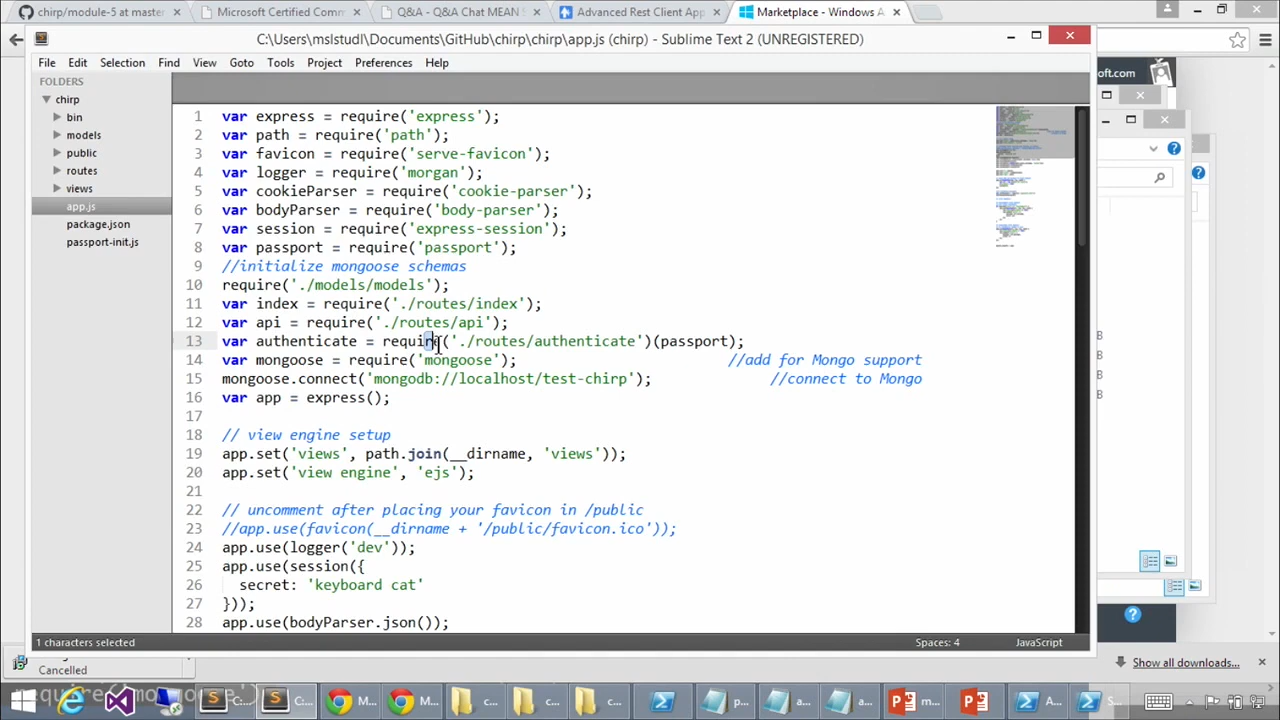 module-5 at master
Microsoft Certified Comm
Q&A - Q&A Chat MEAN S
Advanced Rest Client App
Marketplace - Windows A
C:\Users\mslstud\Documents\GitHub\chirp\chirp\app.js (chirp) - Sublime Text 2 (UNREGISTERED)
File Edit Selection Find View Goto Tools Project Preferences Help
oft.com
FOLDERS
chirp
bin
models
public
routes
views
app.js
package.json
passport-init.js
1 var express = require('express');
2 var path = require('path');
3 var favicon = require('serve-favicon');
4 var logger = require('morgan');
5 var cookieParser = require('cookie-parser');
6 var bodyParser = require('body-parser');
7 var session = require('express-session');
8 var passport = require('passport');
9 //initialize mongoose schemas
10 require('./models/models');
11 var index = require('./routes/index');
12 var api = require('./routes/api');
13 var authenticate = require('./routes/authenticate')(passport);
14 var mongoose = require('mongoose'); //add for Mongo support
15 mongoose.connect('mongodb://localhost/test-chirp'); //connect to Mongo
16 var app = express();
17
18 // view engine setup
19 app.set('views', path.join(__dirname, 'views'));
20 app.set('view engine', 'ejs');
21
22 // uncomment after placing your favicon in /public
23 //app.use(favicon(__dirname + '/public/favicon.ico'));
24 app.use(logger('dev'));
25 app.use(session({
26 secret: 'keyboard cat'
27 }));
28 app.use(bodyParser.json());
B
B
B
B
1 characters selected
Spaces: 4
JavaScript
Cancelled
Show all downloads...
require('mongoose')
C...
C...
M...
M...
c...
c...
c...
p...
a...
a...
m...
A...
S...